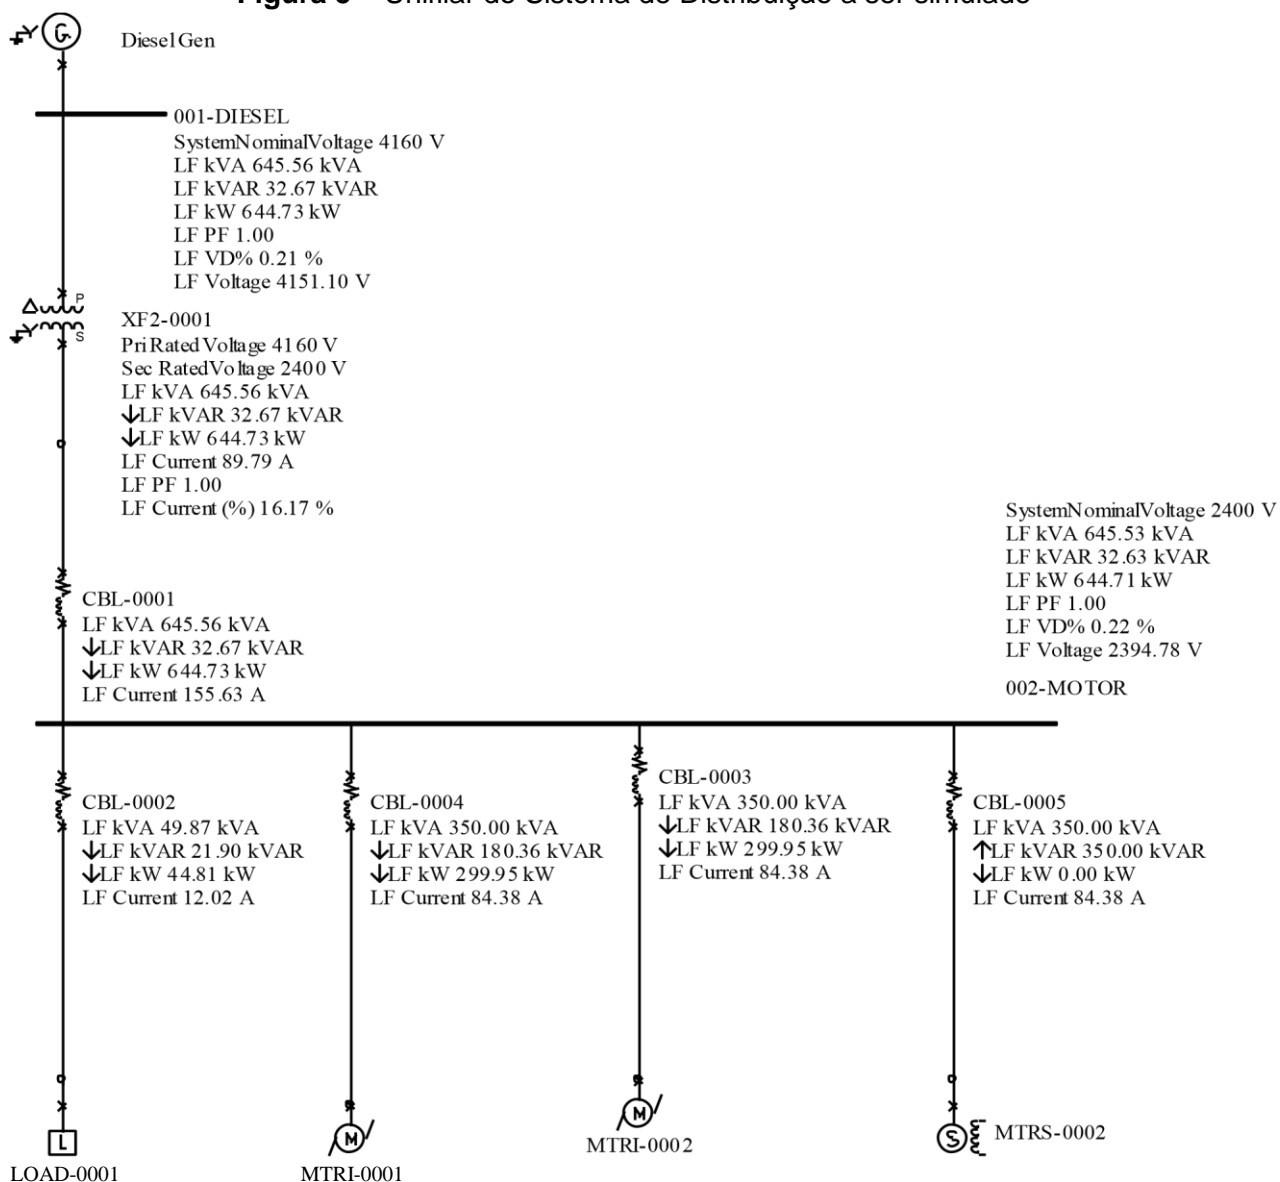 Figura 3 – Unifilar do Sistema de Distribuição a ser simulado
G
Diesel Gen
001-DIESEL
SystemNominalVoltage 4160 V
LF kVA 645.56 kVA
LF kVAR 32.67 kVAR
LF kW 644.73 kW
LF PF 1.00
LF VD% 0.21 %
LF Voltage 4151.10 V
P
S
XF2-0001
Pri Rated Voltage 4160 V
Sec Rated Voltage 2400 V
LF kVA 645.56 kVA
↓LF kVAR 32.67 kVAR
↓LF kW 644.73 kW
LF Current 89.79 A
LF PF 1.00
LF Current (%) 16.17 %
SystemNominalVoltage 2400 V
LF kVA 645.53 kVA
LF kVAR 32.63 kVAR
LF kW 644.71 kW
LF PF 1.00
LF VD% 0.22 %
LF Voltage 2394.78 V
002-MOTOR
CBL-0001
LF kVA 645.56 kVA
↓LF kVAR 32.67 kVAR
↓LF kW 644.73 kW
LF Current 155.63 A
CBL-0002
LF kVA 49.87 kVA
↓LF kVAR 21.90 kVAR
↓LF kW 44.81 kW
LF Current 12.02 A
CBL-0004
LF kVA 350.00 kVA
↓LF kVAR 180.36 kVAR
↓LF kW 299.95 kW
LF Current 84.38 A
CBL-0003
LF kVA 350.00 kVA
↓LF kVAR 180.36 kVAR
↓LF kW 299.95 kW
LF Current 84.38 A
CBL-0005
LF kVA 350.00 kVA
↑LF kVAR 350.00 kVAR
↓LF kW 0.00 kW
LF Current 84.38 A
L
LOAD-0001
M
MTRI-0001
M
MTRI-0002
S
MTRS-0002